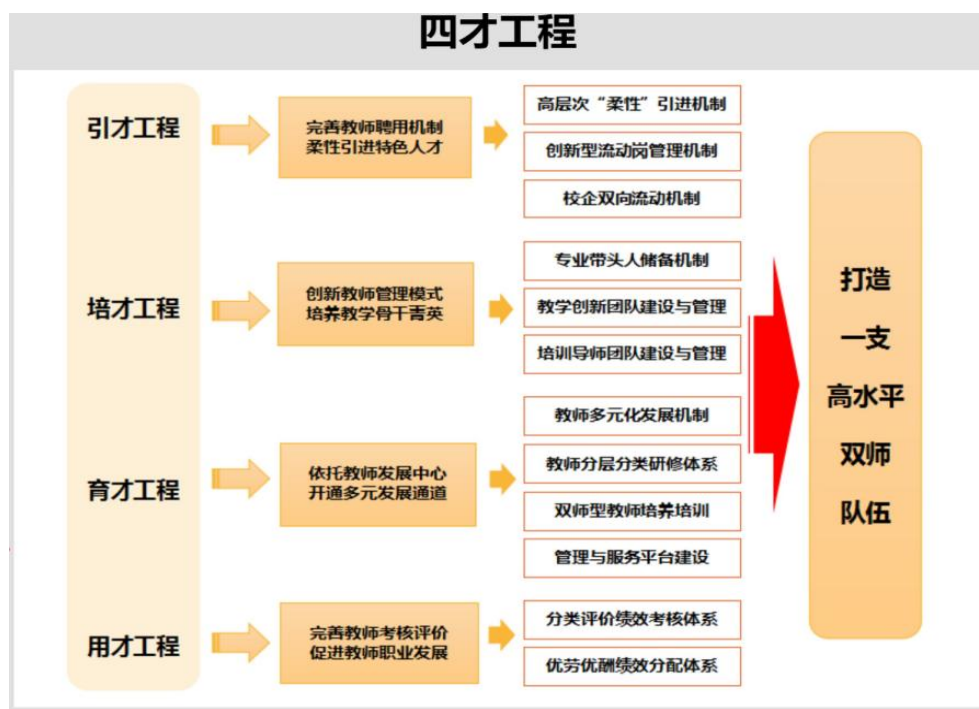 四才工程
引才工程
完善教师聘用机制
柔性引进特色人才
高层次“柔性”引进机制
创新型流动岗管理机制
校企双向流动机制
培才工程
创新教师管理模式
培养教学骨干菁英
专业带头人储备机制
教学创新团队建设与管理
培训导师团队建设与管理
育才工程
依托教师发展中心
开通多元发展通道
教师多元化发展机制
教师分层分类研修体系
双师型教师培养培训
管理与服务平台建设
用才工程
完善教师考核评价
促进教师职业发展
分类评价绩效考核体系
优劳优酬绩效分配体系
打造
一支
高水平
双师
队伍